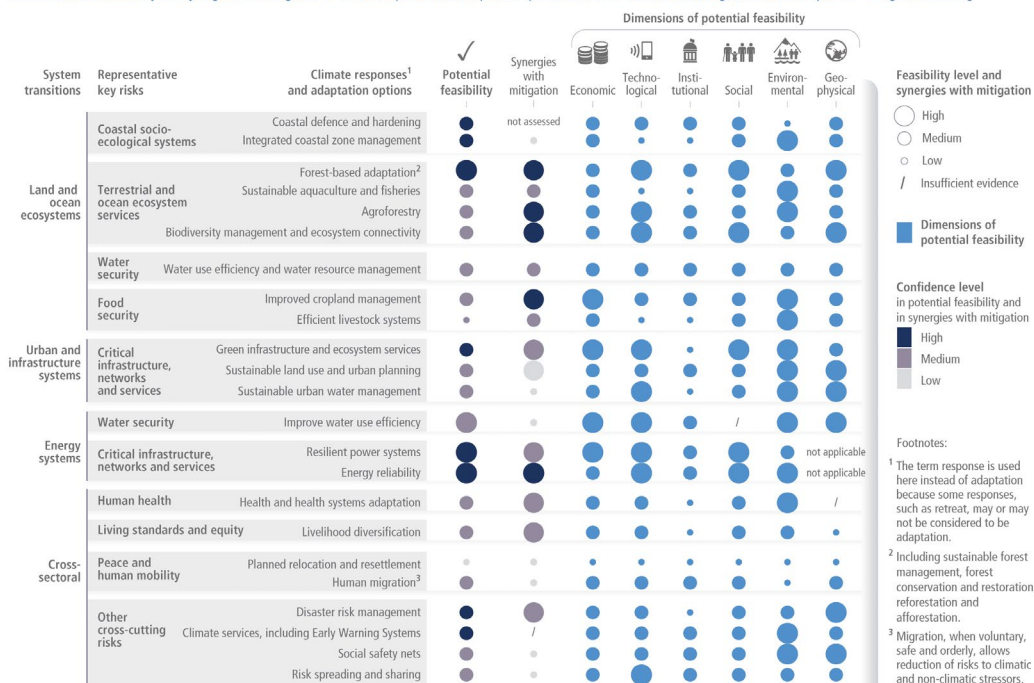 Dimensions of potential feasibility
System transitions
Representative key risks
Climate responses1 and adaptation options
Potential feasibility
Synergies with mitigation
Economic
Techno-logical
Insti-tutional
Social
Environ-mental
Geo-physical
Land and ocean ecosystems
Coastal socio-ecological systems
Coastal defence and hardening
not assessed
Integrated coastal zone management
Terrestrial and ocean ecosystem services
Forest-based adaptation2
Sustainable aquaculture and fisheries
Agroforestry
Biodiversity management and ecosystem connectivity
Water security
Water use efficiency and water resource management
Food security
Improved cropland management
Efficient livestock systems
Urban and infrastructure systems
Critical infrastructure, networks and services
Green infrastructure and ecosystem services
Sustainable land use and urban planning
Sustainable urban water management
Energy systems
Water security
Improve water use efficiency
/
Critical infrastructure, networks and services
Resilient power systems
not applicable
Energy reliability
not applicable
Cross-sectoral
Human health
Health and health systems adaptation
/
Living standards and equity
Livelihood diversification
Peace and human mobility
Planned relocation and resettlement
Human migration3
Other cross-cutting risks
Disaster risk management
Climate services, including Early Warning Systems
/
Social safety nets
Risk spreading and sharing
Feasibility level and
synergies with mitigation
High
Medium
Low
/ Insufficient evidence
Dimensions of
potential feasibility
Confidence level
in potential feasibility and
in synergies with mitigation
High
Medium
Low
Footnotes:
1 The term response is used
here instead of adaptation
because some responses,
such as retreat, may or may
not be considered to be
adaptation.
2 Including sustainable forest
management, forest
conservation and restoration
reforestation and
afforestation.
3 Migration, when voluntary,
safe and orderly, allows
reduction of risks to climatic
and non-climatic stressors.